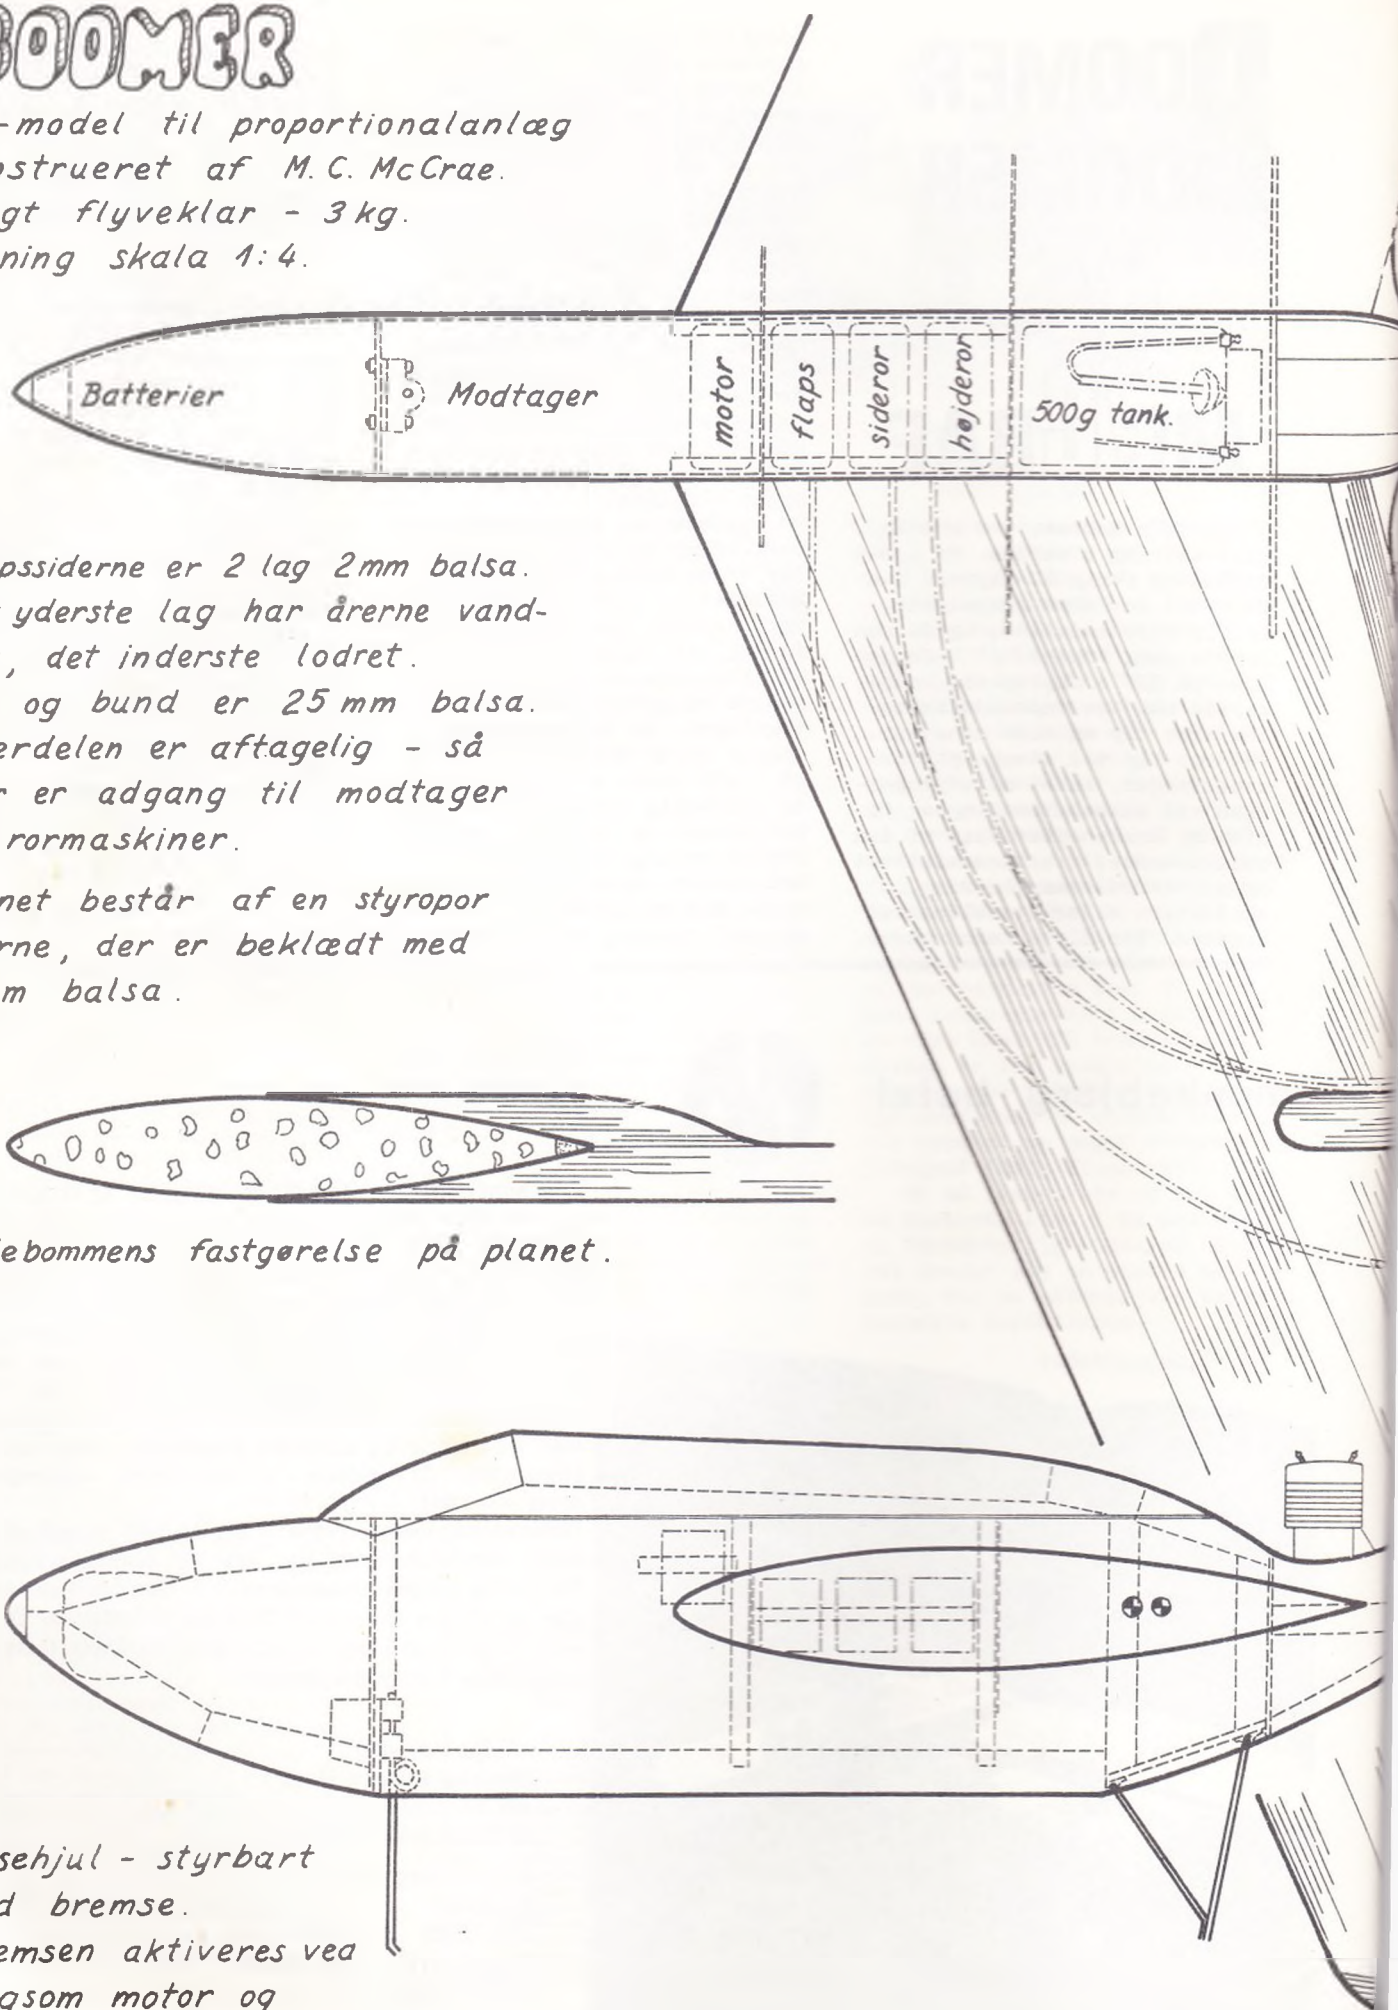 BOOMER
-model til proportionalanlæg
nstrueret af M. C. McCrae.
gt flyveklar - 3 kg.
ning skala 1:4.
Batterier
Modtager
motor
flaps
sideror
højderor
500g tank.
opssiderne er 2 lag 2mm balsa.
yderste lag har årerne vand-
, det inderste lodret.
og bund er 25 mm balsa.
erdelen er aftagelig - så
r er adgang til modtager
rormaskiner.
net består af en styropor
rne, der er beklædt med
m balsa.
ebommens fastgørelse på planet.
sehjul - styrbart
d bremse.
emsen aktiveres ved
gsom motor og